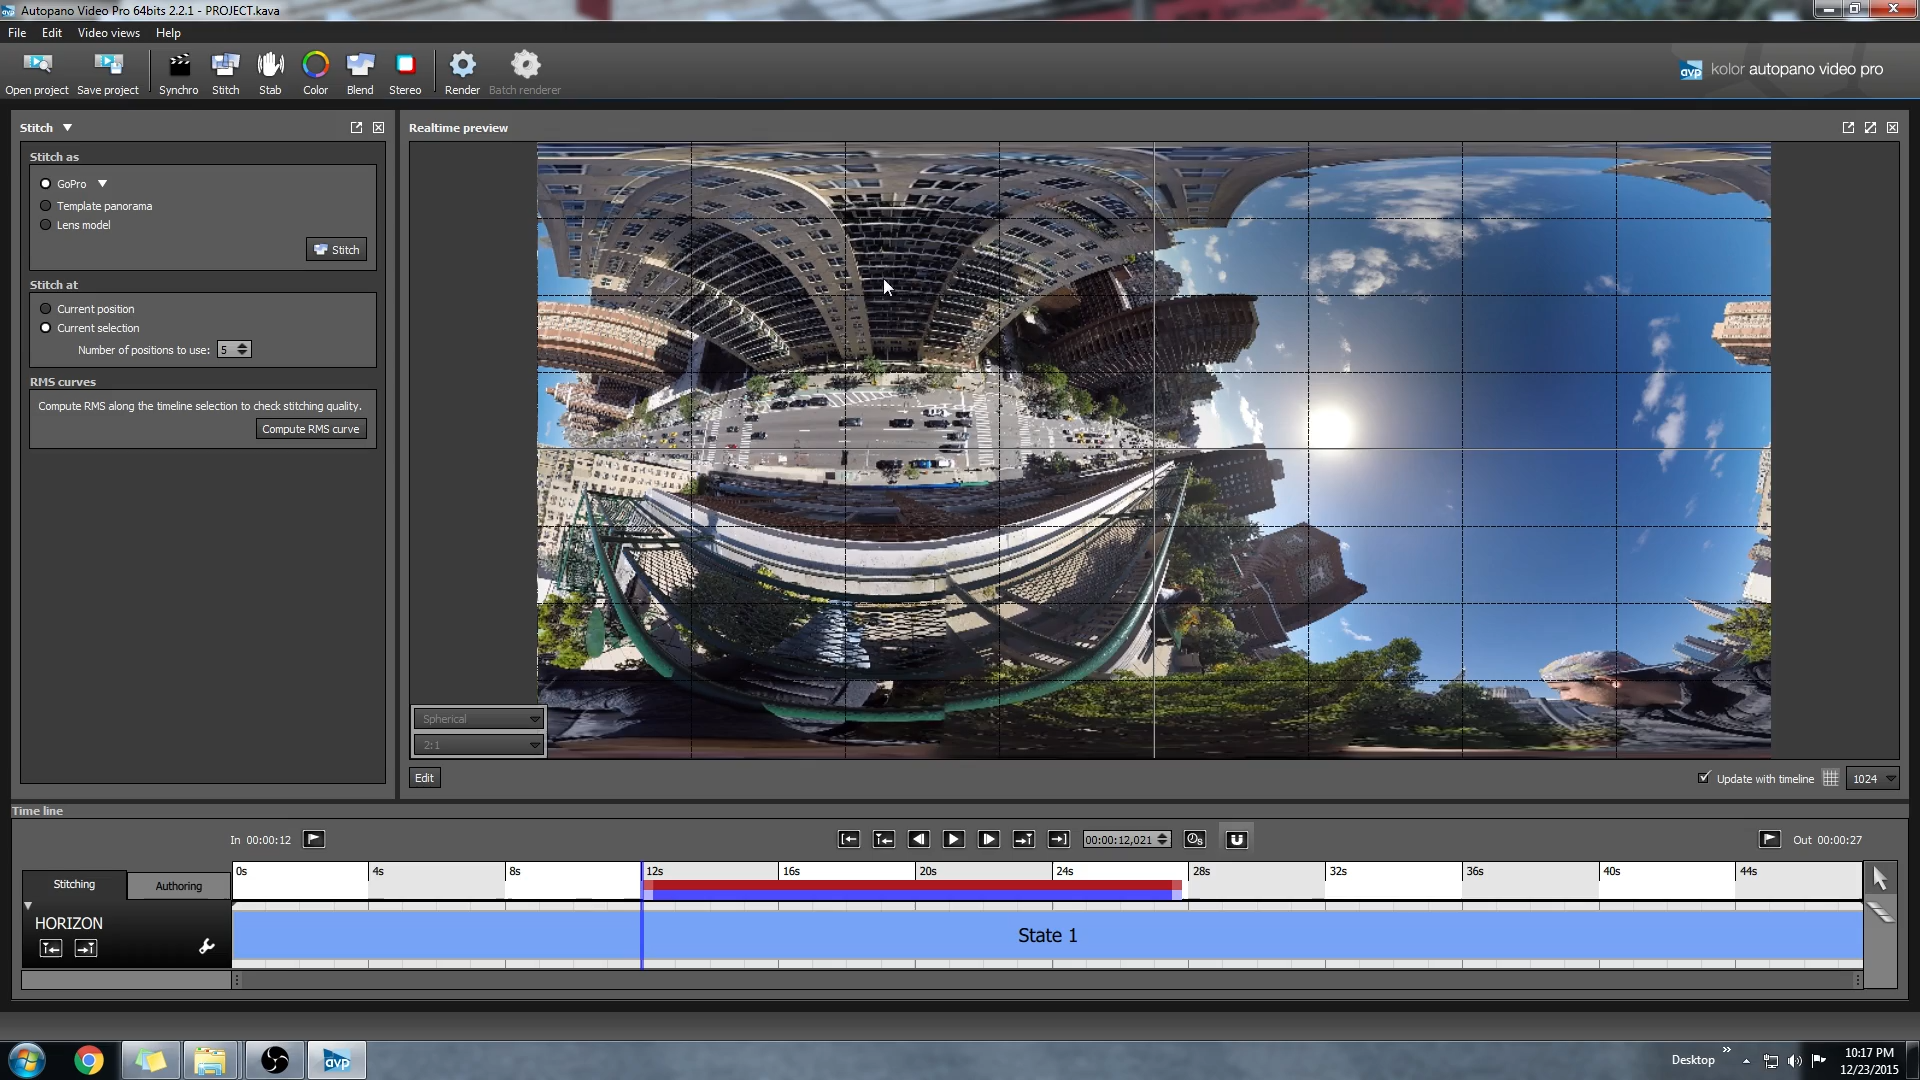 Autopano Video Pro 64bits 2.2.1 - PROJECT.kava
File Edit Video views Help
Open project Save project Synchro Stitch Stab Color Blend Stereo Render Batch renderer
avp kolor autopano video pro
Stitch
Realtime preview
Stitch as
GoPro
Template panorama
Lens model
Stitch
Stitch at
Current position
Current selection
Number of positions to use: 5
RMS curves
Compute RMS along the timeline selection to check stitching quality.
Compute RMS curve
Spherical
2:1
Edit
Update with timeline 1024
Time line
In 00:00:12
00:00:12,021
Out 00:00:27
Stitching Authoring
0s 4s 8s 12s 16s 20s 24s 28s 32s 36s 40s 44s
HORIZON
State 1
avp
Desktop
10:17 PM
12/23/2015